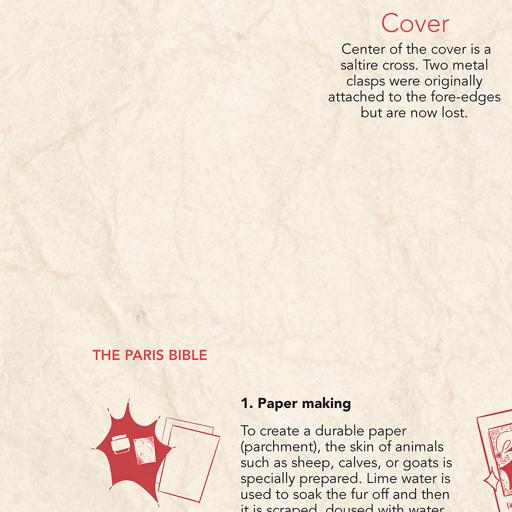 Cover
Center of the cover is a
saltire cross. Two metal
clasps were originally
attached to the fore-edges
but are now lost.
THE PARIS BIBLE
1. Paper making
To create a durable paper
(parchment), the skin of animals
such as sheep, calves, or goats is
specially prepared. Lime water is
used to soak the fur off and then
it is scraped, doused with water